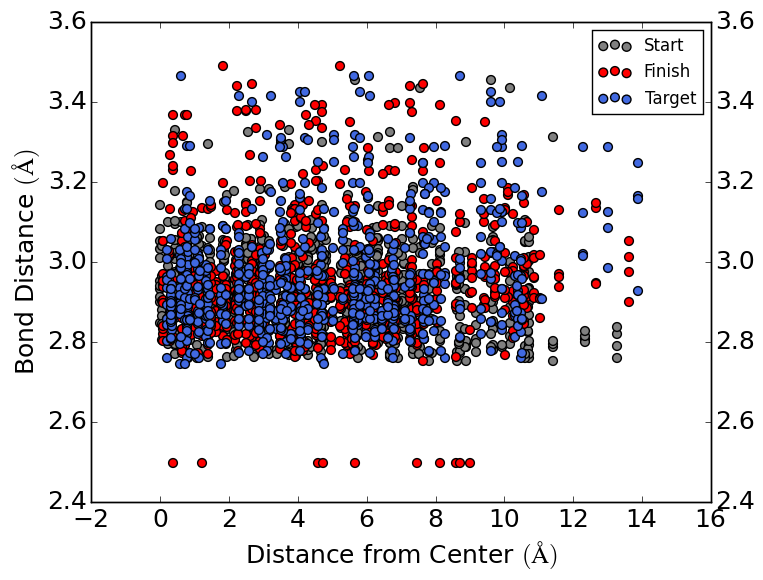 3.6 3.6
Start
Finish
Target
3.4 3.4
3.2 3.2
3.0 3.0
2.8 2.8
2.6 2.6
2.4 2.4
Bond Distance (Å)
−2 0 2 4 6 8 10 12 14 16
Distance from Center (Å)